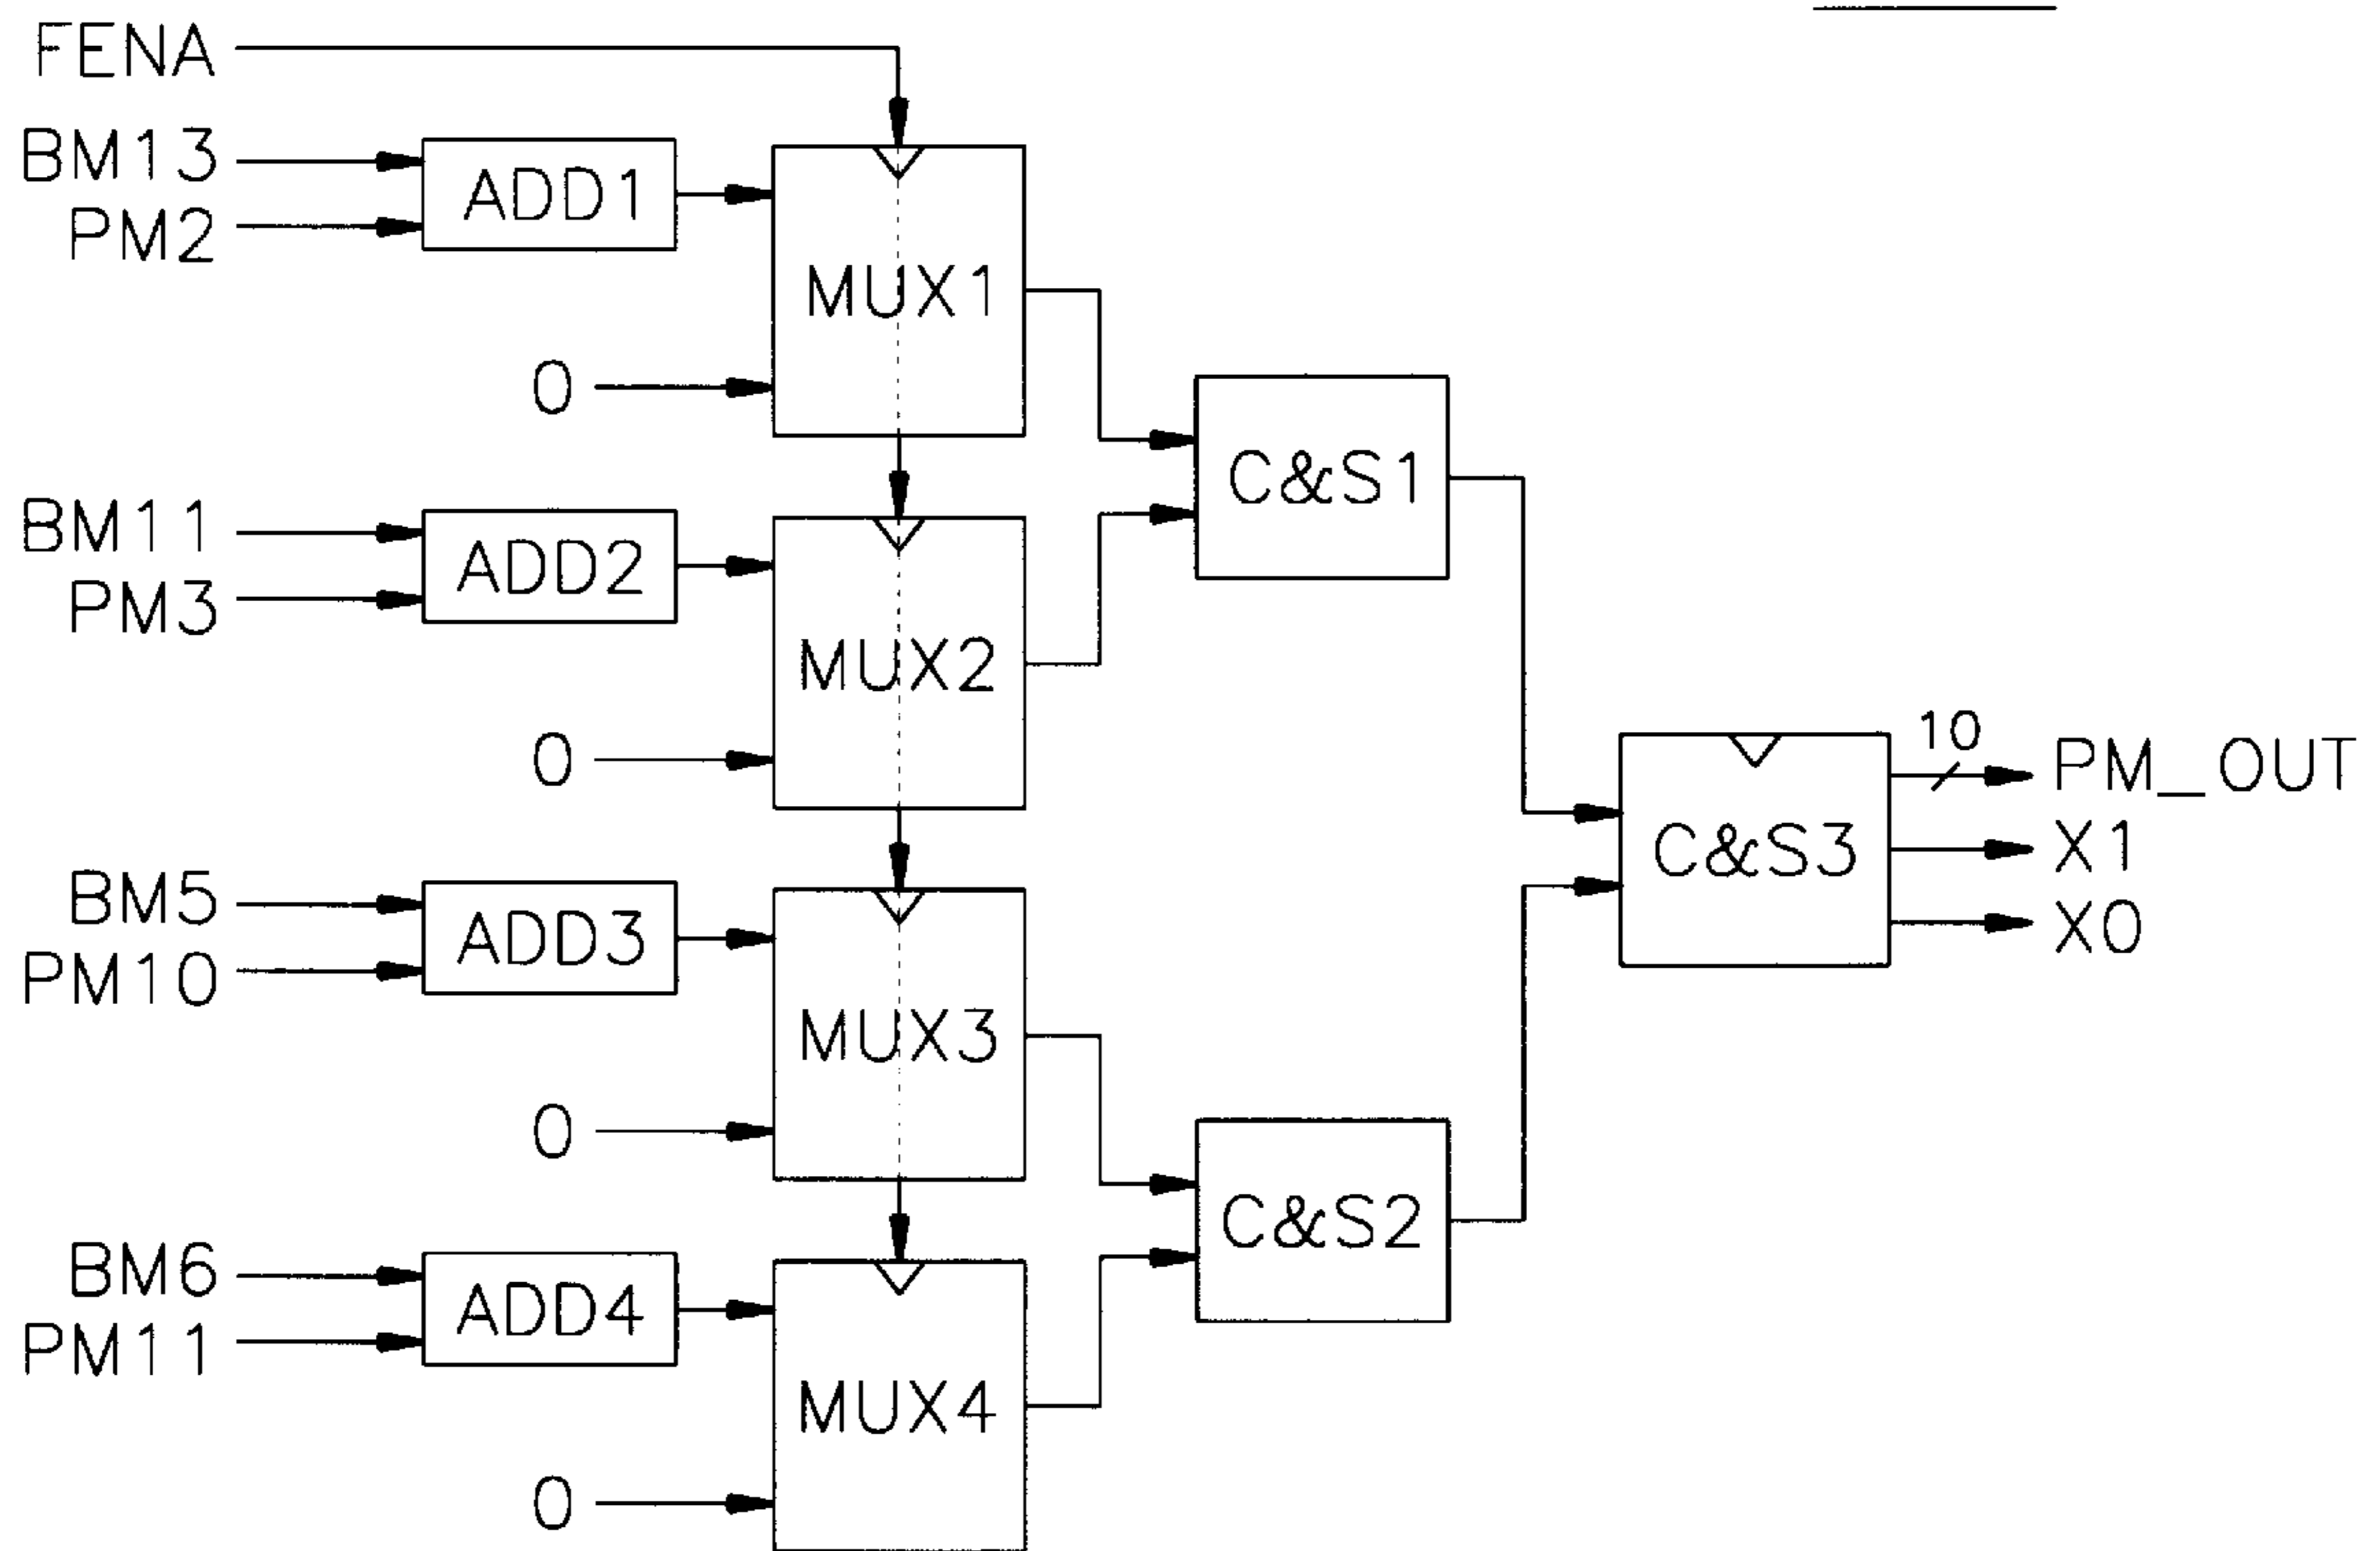 FENA
BM13
PM2
ADD1
MUX1
0
C&S1
BM11
PM3
ADD2
MUX2
0
10
PM_OUT
X1
X0
C&S3
BM5
PM10
ADD3
MUX3
0
C&S2
BM6
PM11
ADD4
MUX4
0